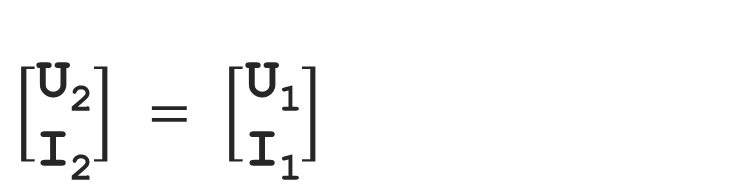 [U₂ I₂] = [U₁ I₁]